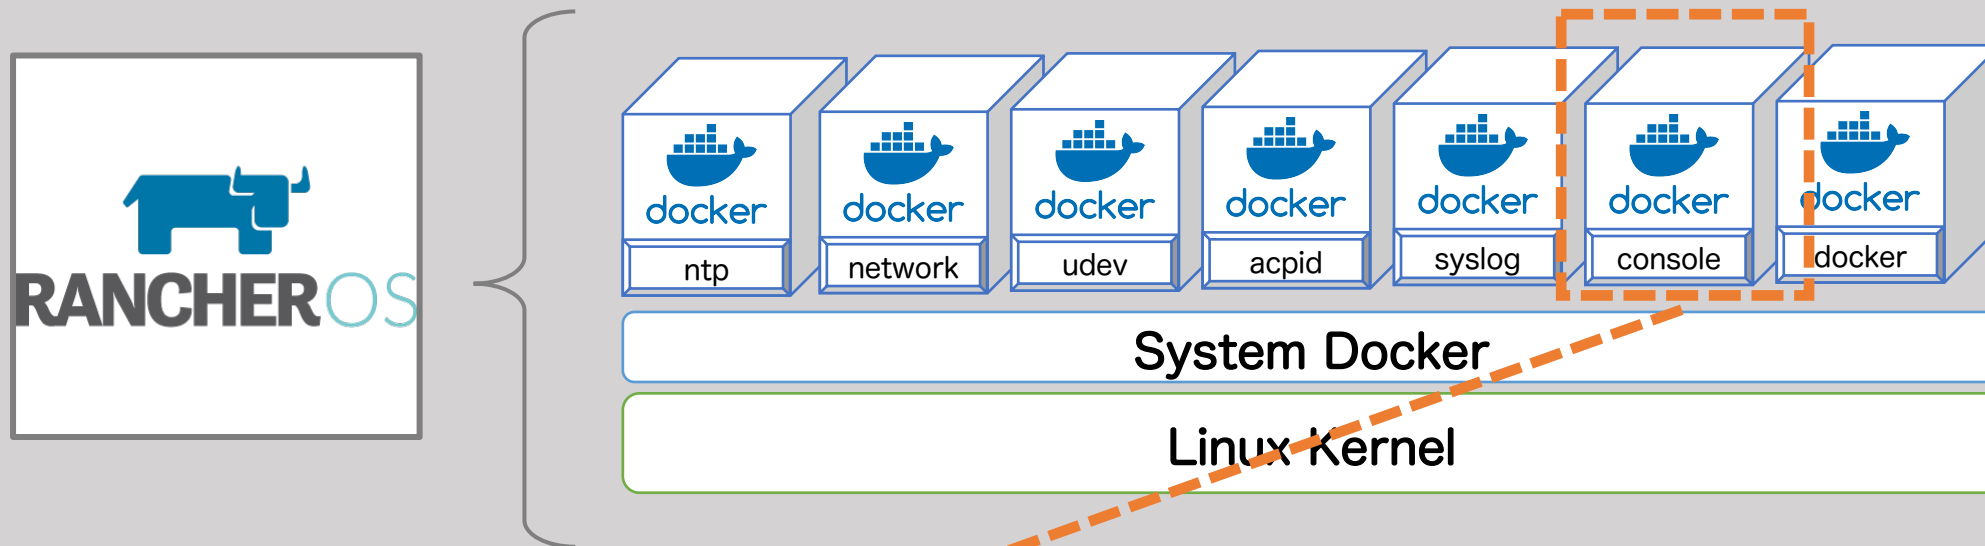 RANCHEROS
docker
docker
docker
docker
docker
docker
docker
ntp
network
udev
acpid
syslog
console
docker
System Docker
Linux Kernel